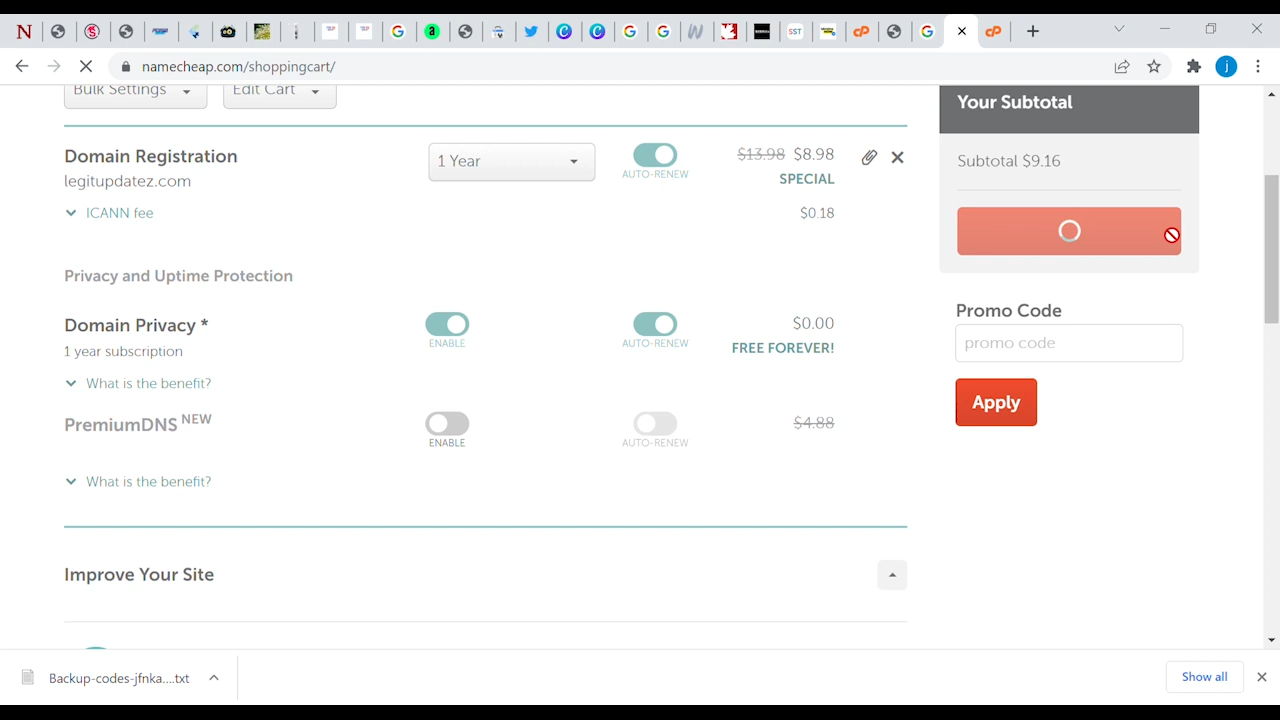 namecheap.com/shoppingcart/
j
Bulk Settings
Edit Cart
Your Subtotal
Domain Registration
legitupdatez.com
1 Year
AUTO-RENEW
$13.98 $8.98
SPECIAL
Subtotal $9.16
ICANN fee
$0.18
Privacy and Uptime Protection
Domain Privacy *
1 year subscription
ENABLE
AUTO-RENEW
$0.00
FREE FOREVER!
Promo Code
promo code
What is the benefit?
Apply
PremiumDNS NEW
ENABLE
AUTO-RENEW
$4.88
What is the benefit?
Improve Your Site
Backup-codes-jfnka....txt
Show all